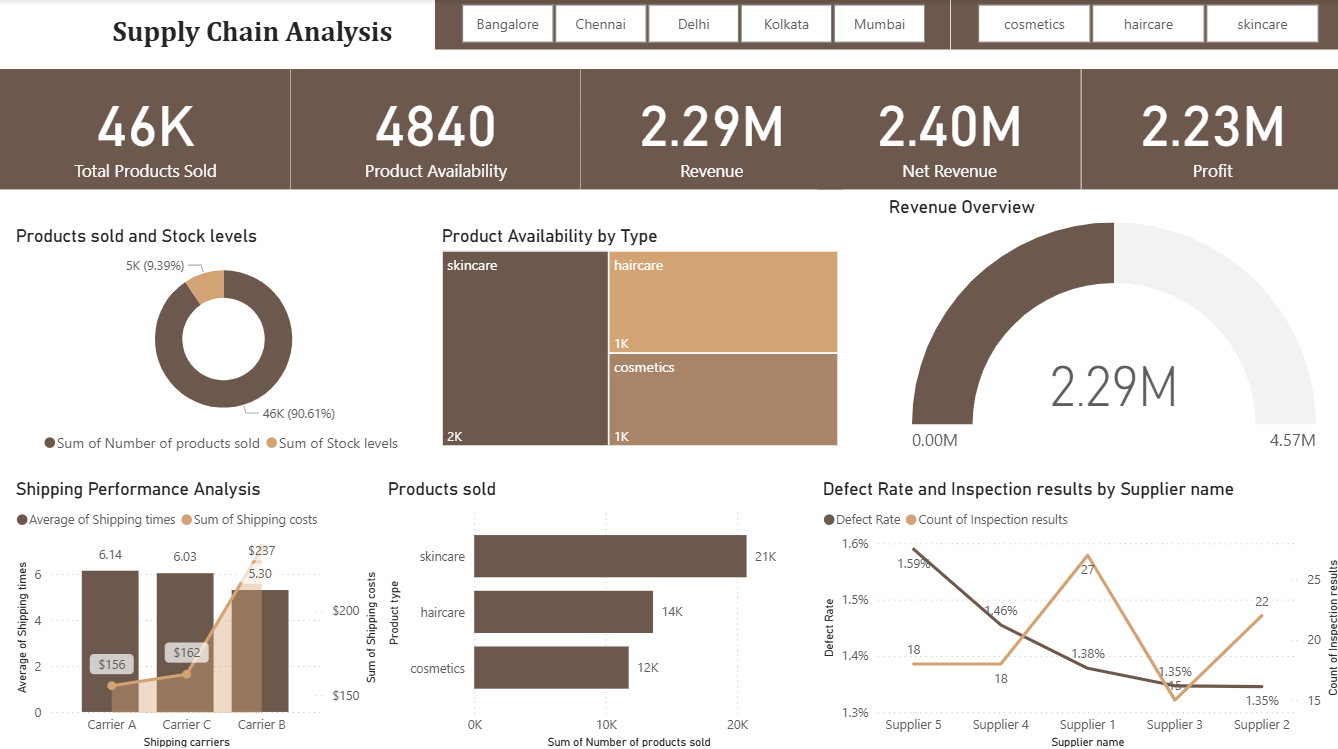 Supply Chain Analysis
Bangalore Chennai Delhi Kolkata Mumbai
cosmetics haircare skincare
46K
Total Products Sold
4840
Product Availability
2.29M
Revenue
2.40M
Net Revenue
2.23M
Profit
Products sold and Stock levels
5K (9.39%)
46K (90.61%)
Sum of Number of products sold Sum of Stock levels
Product Availability by Type
skincare
2K
haircare
1K
cosmetics
1K
Revenue Overview
2.29M
0.00M 4.57M
Shipping Performance Analysis
Average of Shipping times Sum of Shipping costs
Average of Shipping times
6
4
2
0
6.14 6.03 5.30
$156 $162 $237
$200
$150
Sum of Shipping costs
Carrier A Carrier C Carrier B
Shipping carriers
Products sold
Product type
skincare 21K
haircare 14K
cosmetics 12K
0K 10K 20K
Sum of Number of products sold
Defect Rate and Inspection results by Supplier name
Defect Rate Count of Inspection results
Defect Rate
1.6%
1.5%
1.4%
1.3%
1.59% 1.46% 1.38% 1.35% 1.35%
18 18 27 15 22
25
20
15
Count of Inspection results
Supplier 5 Supplier 4 Supplier 1 Supplier 3 Supplier 2
Supplier name